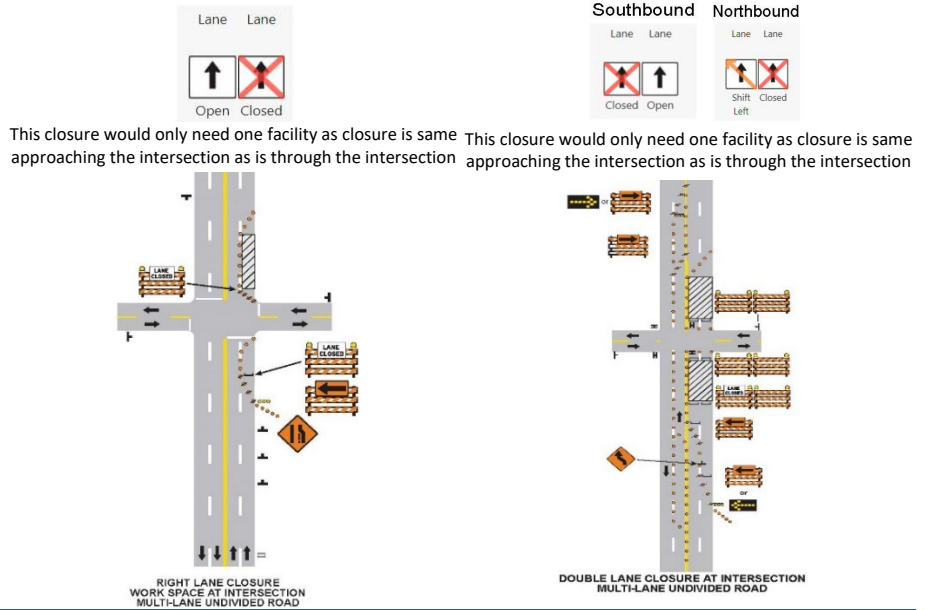 Lane Lane
Open Closed
This closure would only need one facility as closure is same
approaching the intersection as is through the intersection
LANE
CLOSED
LANE
CLOSED
RIGHT LANE CLOSURE
WORK SPACE AT INTERSECTION
MULTI-LANE UNDIVIDED ROAD
Southbound Northbound
Lane Lane Lane Lane
Closed Open Shift Closed
Left
This closure would only need one facility as closure is same
approaching the intersection as is through the intersection
or
LANE
CLOSED
or
DOUBLE LANE CLOSURE AT INTERSECTION
MULTI-LANE UNDIVIDED ROAD